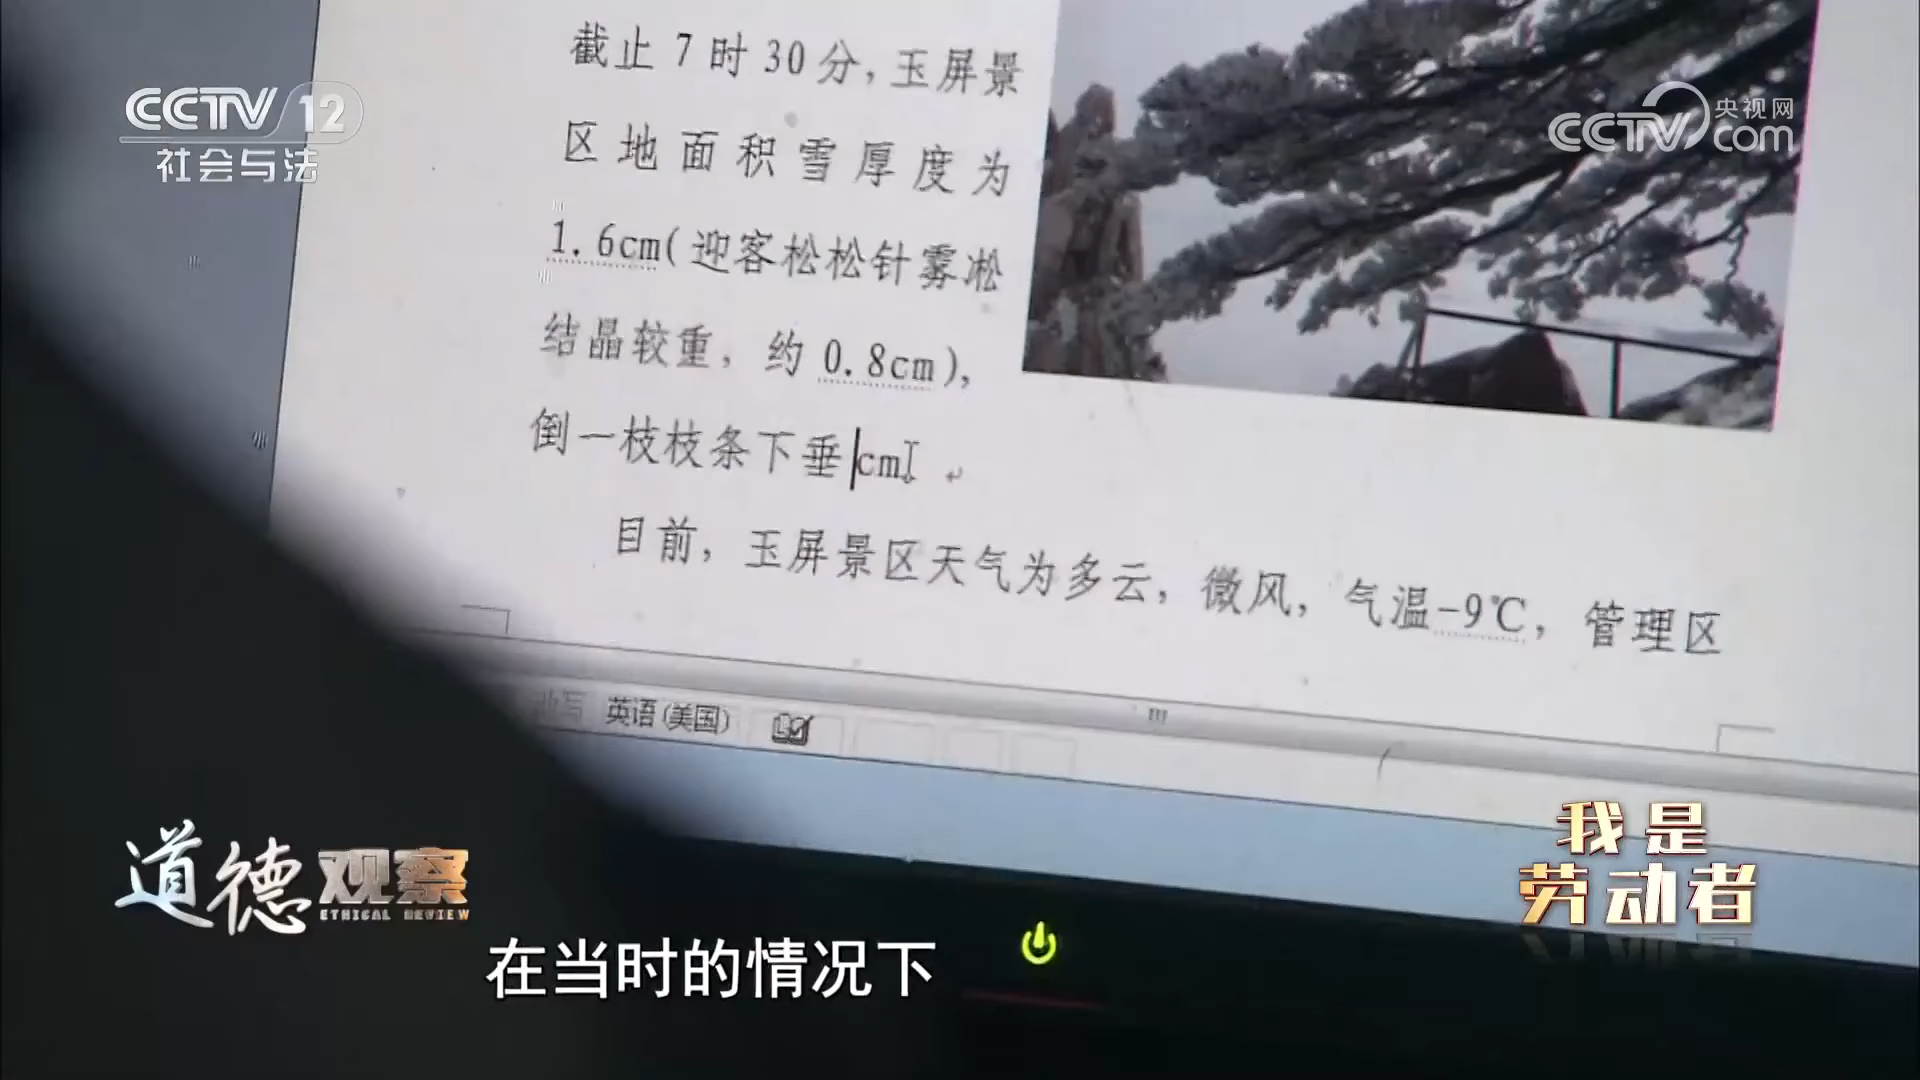 CCTV 12
社会与法
央视网
CCTV com
截止7时30分,玉屏景
区地面积雪厚度为
1.6cm(迎客松松针雾凇
结晶较重，约0.8cm),
倒一枝枝条下垂cm
目前，玉屏景区天气为多云，微风，气温-9℃，管理区
改写 英语(美国)
道德观察
ETHICAL REVIEW
我是
劳动者
在当时的情况下